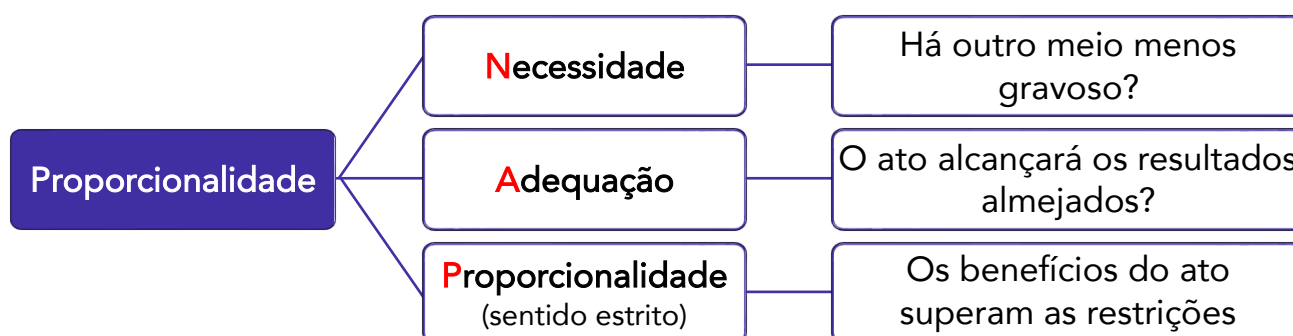 Proporcionalidade
Necessidade
Há outro meio menos
gravoso?
Adequação
O ato alcançará os resultados
almejados?
Proporcionalidade
(sentido estrito)
Os benefícios do ato
superam as restrições